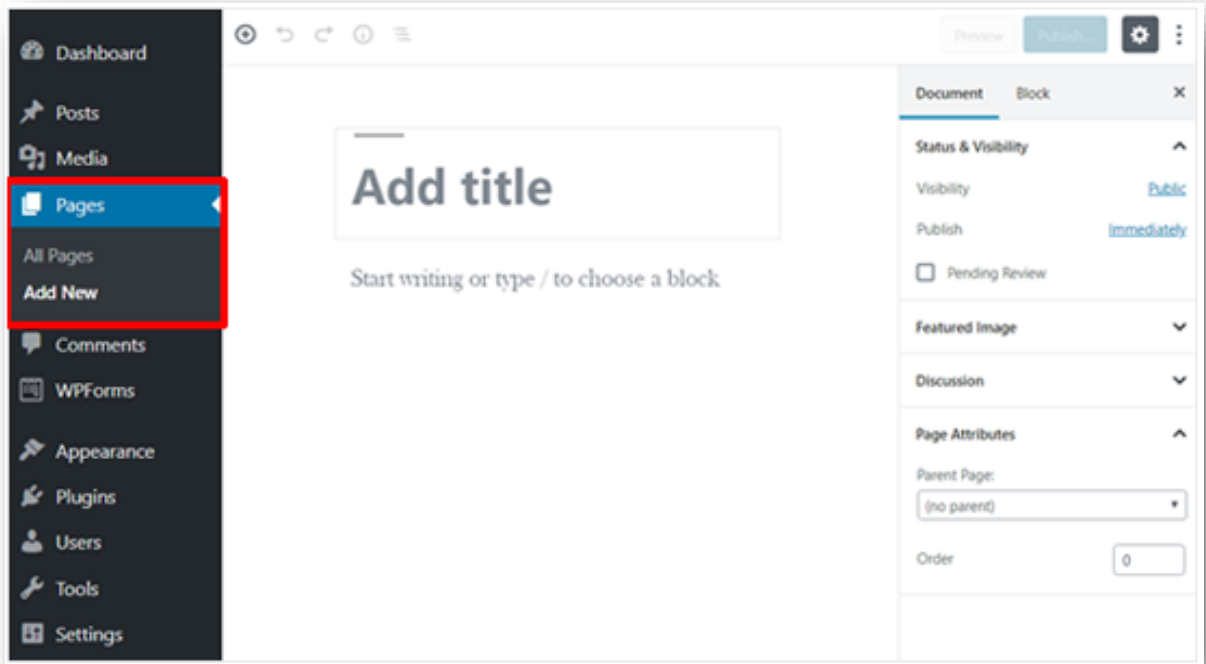 Dashboard
Posts
Media
Pages
All Pages
Add New
Comments
WPForms
Appearance
Plugins
Users
Tools
Settings
Preview
Publish...
Add title
Start writing or type / to choose a block
Document Block
Status & Visibility
Visibility Public
Publish Immediately
Pending Review
Featured Image
Discussion
Page Attributes
Parent Page:
(no parent)
Order 0